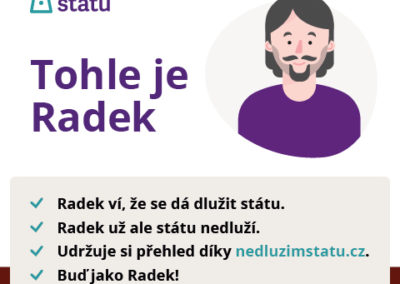 státu
Tohle je
Radek
Radek ví, že se dá dlužit státu.
Radek už ale státu nedluží.
Udržuje si přehled díky nedluzimstatu.cz.
Buď jako Radek!